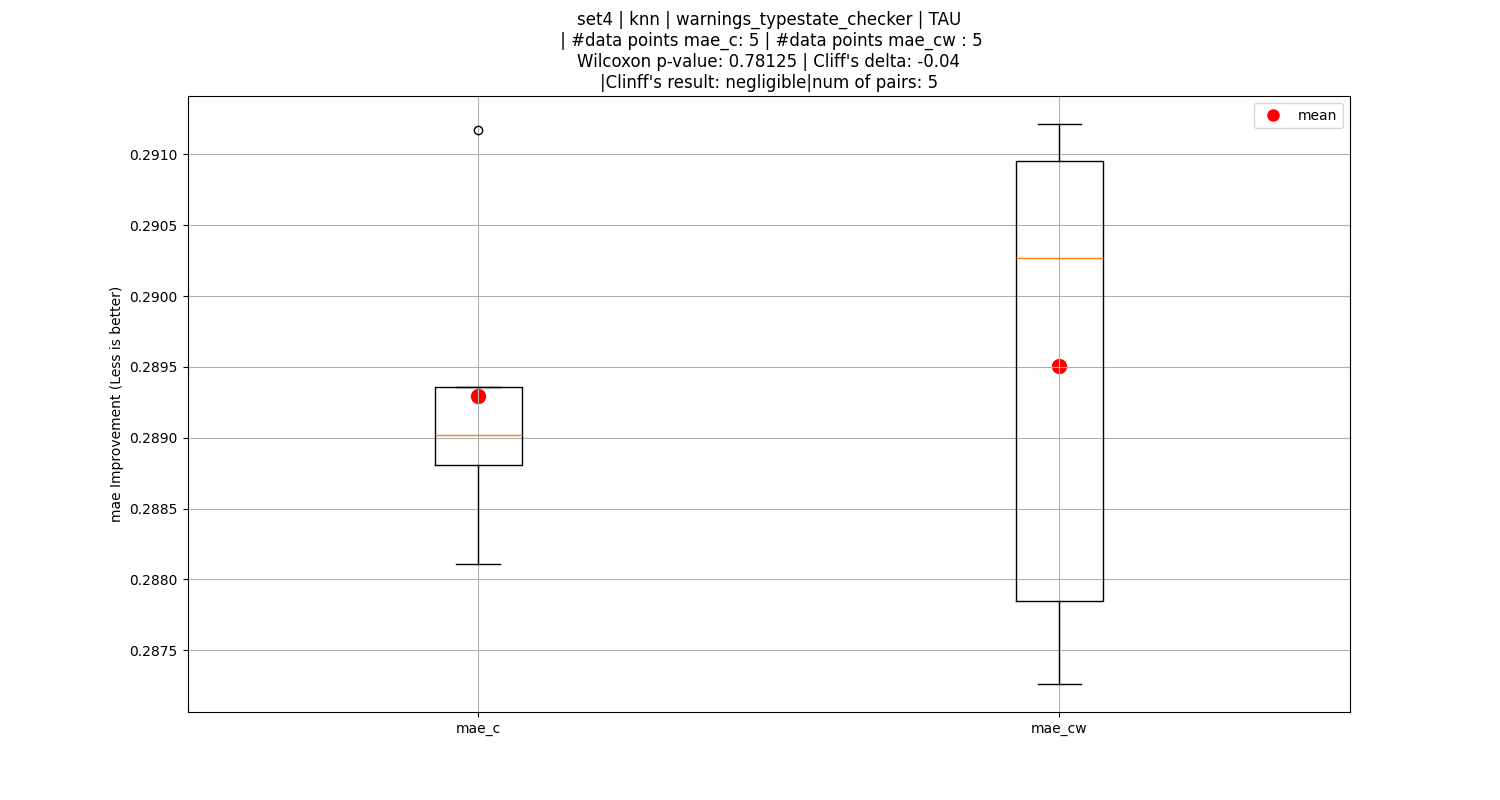 set4 | knn | warnings_typestate_checker | TAU
| #data points mae_c: 5 | #data points mae_cw : 5
Wilcoxon p-value: 0.78125 | Cliff's delta: -0.04
|Clinff's result: negligible|num of pairs: 5
mean
mae Improvement (Less is better)
0.2910
0.2905
0.2900
0.2895
0.2890
0.2885
0.2880
0.2875
mae_c
mae_cw